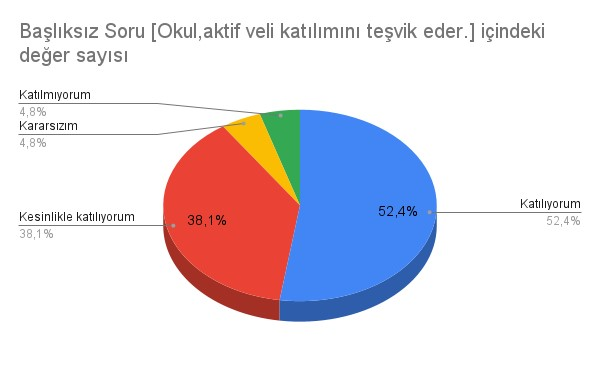 Başlıksız Soru [Okul,aktif veli katılımını teşvik eder.] içindeki
değer sayısı
Katılmıyorum
4,8%
Kararsızım
4,8%
Kesinlikle katılıyorum
38,1%
38,1%
52,4%
Katılıyorum
52,4%